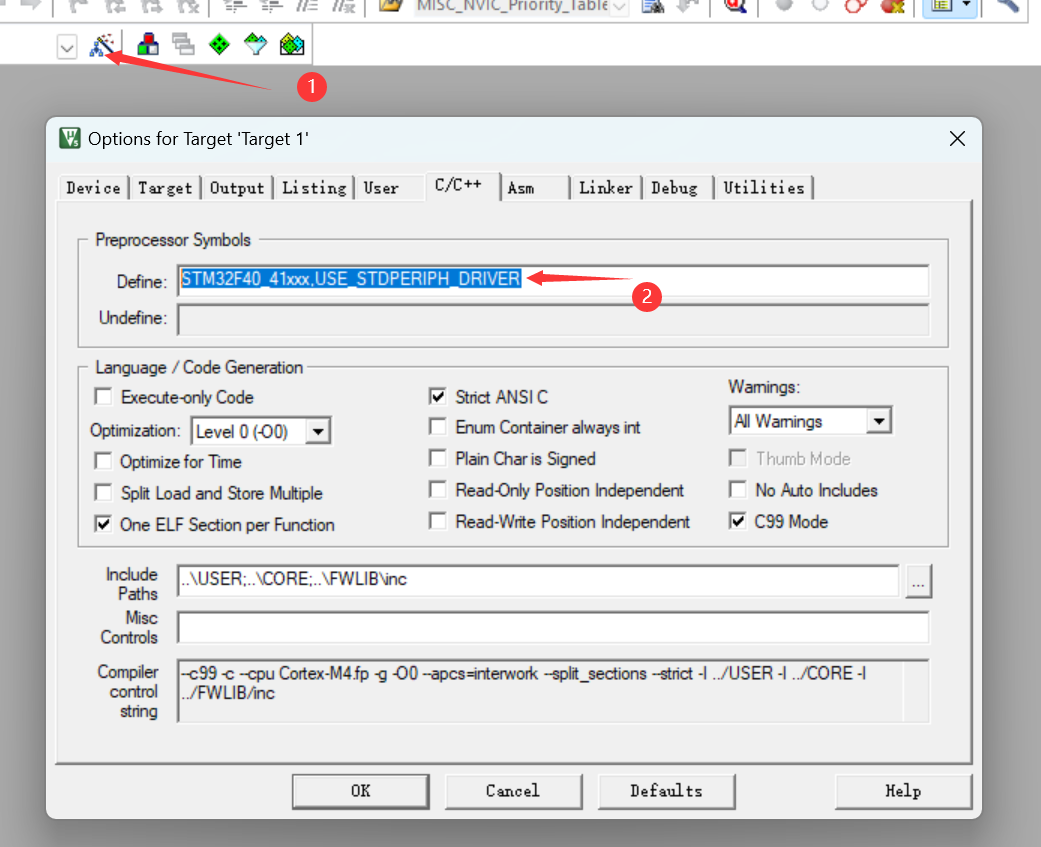 MISC_NVIC_Priority_Table
1
Options for Target 'Target 1'
Device Target Output Listing User C/C++ Asm Linker Debug Utilities
Preprocessor Symbols
Define: STM32F40_41xxx,USE_STDPERIPH_DRIVER
2
Undefine:
Language / Code Generation
Execute-only Code Strict ANSI C Warnings:
Optimization: Level 0 (-O0) Enum Container always int All Warnings
Optimize for Time Plain Char is Signed Thumb Mode
Split Load and Store Multiple Read-Only Position Independent No Auto Includes
One ELF Section per Function Read-Write Position Independent C99 Mode
Include Paths ..\USER;..\CORE;..\FWLIB\inc ...
Misc Controls
Compiler control string --c99 -c --cpu Cortex-M4.fp -g -O0 --apcs=interwork --split_sections --strict -I ../USER -I ../CORE -I
../FWLIB/inc
OK Cancel Defaults Help